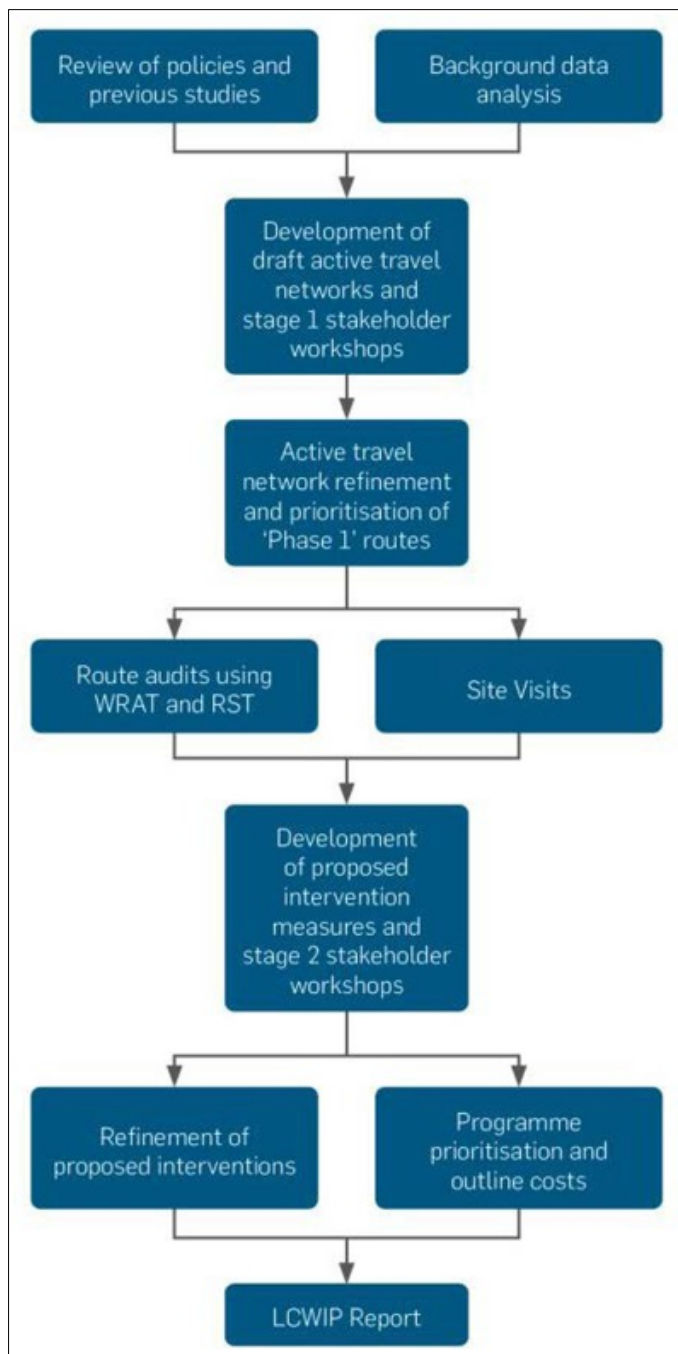 Review of policies and
previous studies
Background data
analysis
Development of
draft active travel
networks and
stage 1 stakeholder
workshops
Active travel
network refinement
and prioritisation of
‘Phase 1’ routes
Route audits using
WRAT and RST
Site Visits
Development
of proposed
intervention
measures and
stage 2 stakeholder
workshops
Refinement of
proposed interventions
Programme
prioritisation and
outline costs
LCWIP Report